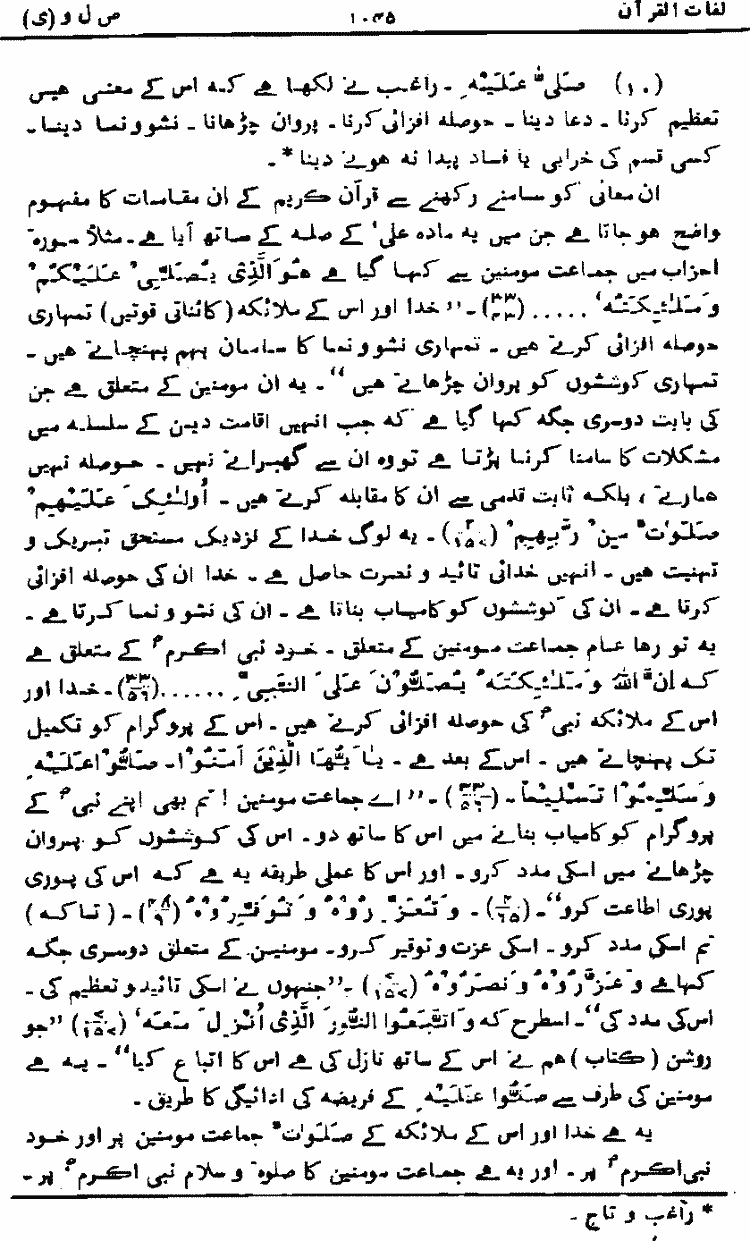 لغات القرآن ۱۰۴۵ ص ل و (ی)
(۱۰) صَلّٰی عَلَیْہِ ۔ راغب نے لکھا ہے کہ اس کے معنی ہیں
تعظیم کرنا ۔ دعا دینا ۔ حوصلہ افزائی کرنا ۔ پروان چڑھانا ۔ نشو و نما دینا ۔
کسی قسم کی خرابی یا فساد پیدا نہ ہونے دینا* ۔
ان معانی کو سامنے رکھنے سے قرآن کریم کے ان مقامات کا مفہوم
واضح ہو جاتا ہے جن میں یہ مادہ علیٰ کے صلہ کے ساتھ آیا ہے ۔ مثلاً سورۃ
احزاب میں جماعت مومنین سے کہا گیا ہے ھُوَ الَّذِیْ یُصَلِّیْ عَلَیْکُمْ
وَ مَلٰئِکَتُہٗ ..... (۳۳/۴۳) ۔ ”خدا اور اس کے ملائکہ (کائناتی قوتیں) تمہاری
حوصلہ افزائی کرتے ہیں ۔ تمہاری نشو و نما کا سامان بہم پہنچاتے ہیں ۔
تمہاری کوششوں کو پروان چڑھاتے ہیں“ ۔ یہ ان مومنین کے متعلق ہے جن
کی بابت دوسری جگہ کہا گیا ہے کہ جب انہیں اقامت دین کے سلسلہ میں
مشکلات کا سامنا کرنا پڑتا ہے تو وہ ان سے گھبراتے نہیں ۔ حوصلہ نہیں
ہارتے ، بلکہ ثابت قدمی سے ان کا مقابلہ کرتے ہیں ۔ اُولٰئِکَ عَلَیْھِمْ
صَلَوٰتٌ مِّنْ رَّبِّھِمْ (۲/۱۵۷) ۔ یہ لوگ خدا کے نزدیک مستحق تبریک و
تہنیت ہیں ۔ انہیں خدائی تائید و نصرت حاصل ہے ۔ خدا ان کی حوصلہ افزائی
کرتا ہے ۔ ان کی کوششوں کو کامیاب بناتا ہے ۔ ان کی نشو و نما کرتا ہے ۔
یہ تو رہا عام جماعت مومنین کے متعلق ۔ خود نبی اکرمؐ کے متعلق ہے
کہ اِنَّ اللّٰہَ وَ مَلٰئِکَتَہٗ یُصَلُّوْنَ عَلَی النَّبِیِّ ......(۳۳/۵۶) ۔ خدا اور
اس کے ملائکہ نبیؐ کی حوصلہ افزائی کرتے ہیں ۔ اس کے پروگرام کو تکمیل
تک پہنچاتے ہیں ۔ اس کے بعد ہے ۔ یٰاَیُّھَا الَّذِیْنَ اٰمَنُوْا ۔ صَلُّوْا عَلَیْہِ
وَ سَلِّمُوْا تَسْلِیْماً ۔ (۳۳/۵۶) ۔ ”اے جماعت مومنین ! تم بھی اپنے نبیؐ کے
پروگرام کو کامیاب بنانے میں اس کا ساتھ دو ۔ اس کی کوششوں کو پروان
چڑھانے میں اسکی مدد کرو ۔ اور اس کا عملی طریقہ یہ ہے کہ اس کی پوری
پوری اطاعت کرو“ ۔ (۴/۶۵) ۔ وَ تُعَزِّرُوْہُ وَ تُوَقِّرُوْہُ (۴۸/۹) ۔ (تاکہ)
تم اسکی مدد کرو ۔ اسکی عزت و توقیر کرو ۔ مومنین کے متعلق دوسری جگہ
کہا ہے وَ عَزَّرُوْہُ وَ نَصَرُوْہُ (۷/۱۵۷) ۔ ”جنہوں نے اسکی تائید و تعظیم کی ۔
اس کی مدد کی“ ۔ اسطرح کہ وَ اتَّبَعُوا النُّوْرَ الَّذِیْ اُنْزِلَ مَعَہٗ (۷/۱۵۷) ”جو
روشن (کتاب) ہم نے اس کے ساتھ نازل کی ہے اس کا اتباع کیا“ ۔ یہ ہے
مومنین کی طرف سے صَلُّوْا عَلَیْہِ کے فریضہ کی ادائیگی کا طریق ۔
یہ ہے خدا اور اس کے ملائکہ کے صَلَوٰتٌ جماعت مومنین پر اور خود
نبی اکرمؐ پر ۔ اور یہ ہے جماعت مومنین کا صلوٰۃ و سلام نبی اکرمؐ پر ۔
* راغب و تاج ۔